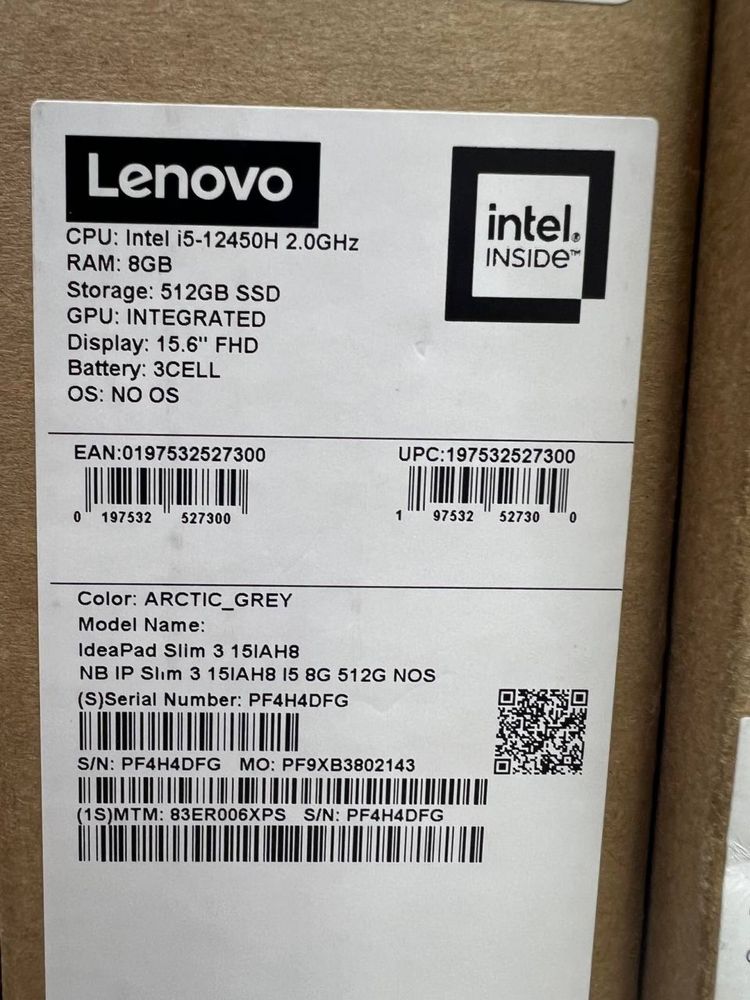 Lenovo
intel.
INSIDE™
CPU: Intel i5-12450H 2.0GHz
RAM: 8GB
Storage: 512GB SSD
GPU: INTEGRATED
Display: 15.6" FHD
Battery: 3CELL
OS: NO OS
EAN:0197532527300
UPC:197532527300
0 197532 527300
1 97532 52730 0
Color: ARCTIC_GREY
Model Name:
IdeaPad Slim 3 15IAH8
NB IP Slim 3 15IAH8 I5 8G 512G NOS
(S)Serial Number: PF4H4DFG
S/N: PF4H4DFG MO: PF9XB3802143
(1S)MTM: 83ER006XPS S/N: PF4H4DFG